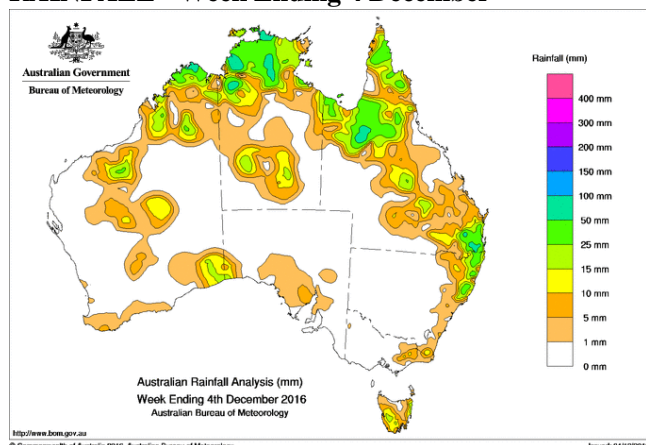 Australian Government
Bureau of Meteorology
Rainfall (mm)
400 mm
300 mm
200 mm
150 mm
100 mm
50 mm
25 mm
15 mm
10 mm
5 mm
1 mm
0 mm
Australian Rainfall Analysis (mm)
Week Ending 4th December 2016
Australian Bureau of Meteorology
http://www.bom.gov.au